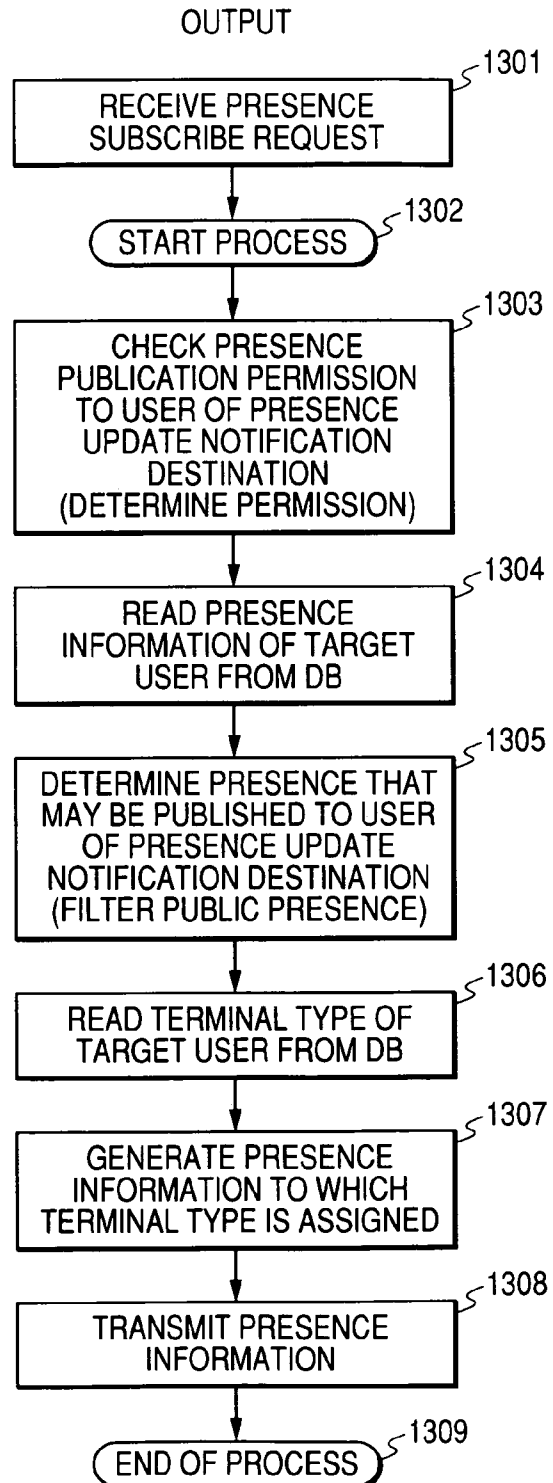 OUTPUT
1301
RECEIVE PRESENCE
SUBSCRIBE REQUEST
1302
START PROCESS
1303
CHECK PRESENCE
PUBLICATION PERMISSION
TO USER OF PRESENCE
UPDATE NOTIFICATION
DESTINATION
(DETERMINE PERMISSION)
1304
READ PRESENCE
INFORMATION OF TARGET
USER FROM DB
1305
DETERMINE PRESENCE THAT
MAY BE PUBLISHED TO USER
OF PRESENCE UPDATE
NOTIFICATION DESTINATION
(FILTER PUBLIC PRESENCE)
1306
READ TERMINAL TYPE OF
TARGET USER FROM DB
1307
GENERATE PRESENCE
INFORMATION TO WHICH
TERMINAL TYPE IS ASSIGNED
1308
TRANSMIT PRESENCE
INFORMATION
1309
END OF PROCESS